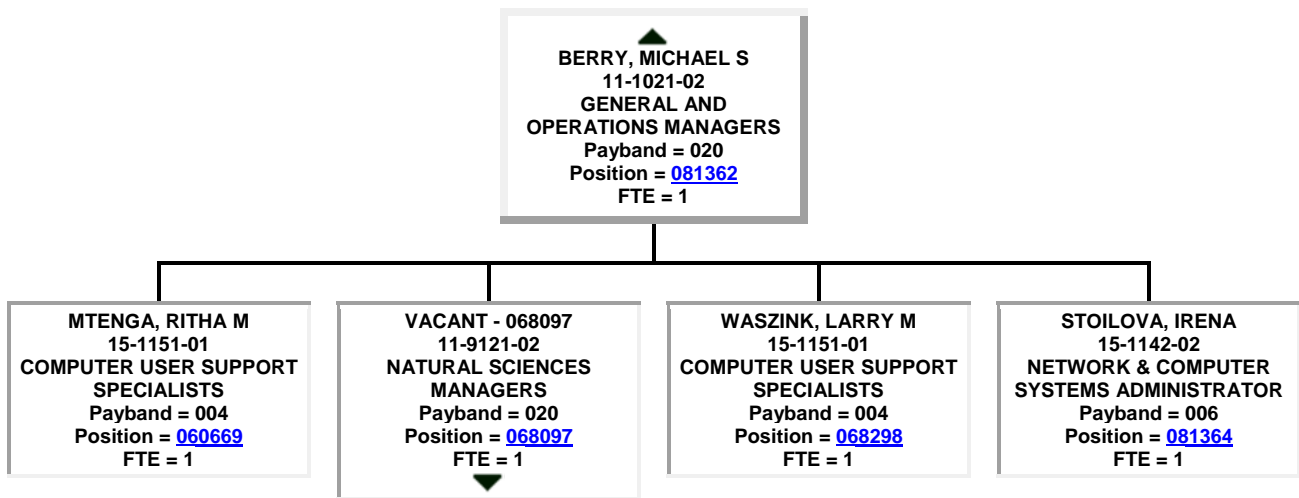 BERRY, MICHAEL S
11-1021-02
GENERAL AND
OPERATIONS MANAGERS
Payband = 020
Position = 081362
FTE = 1
MTENGA, RITHA M
15-1151-01
COMPUTER USER SUPPORT
SPECIALISTS
Payband = 004
Position = 060669
FTE = 1
VACANT - 068097
11-9121-02
NATURAL SCIENCES
MANAGERS
Payband = 020
Position = 068097
FTE = 1
WASZINK, LARRY M
15-1151-01
COMPUTER USER SUPPORT
SPECIALISTS
Payband = 004
Position = 068298
FTE = 1
STOILOVA, IRENA
15-1142-02
NETWORK & COMPUTER
SYSTEMS ADMINISTRATOR
Payband = 006
Position = 081364
FTE = 1